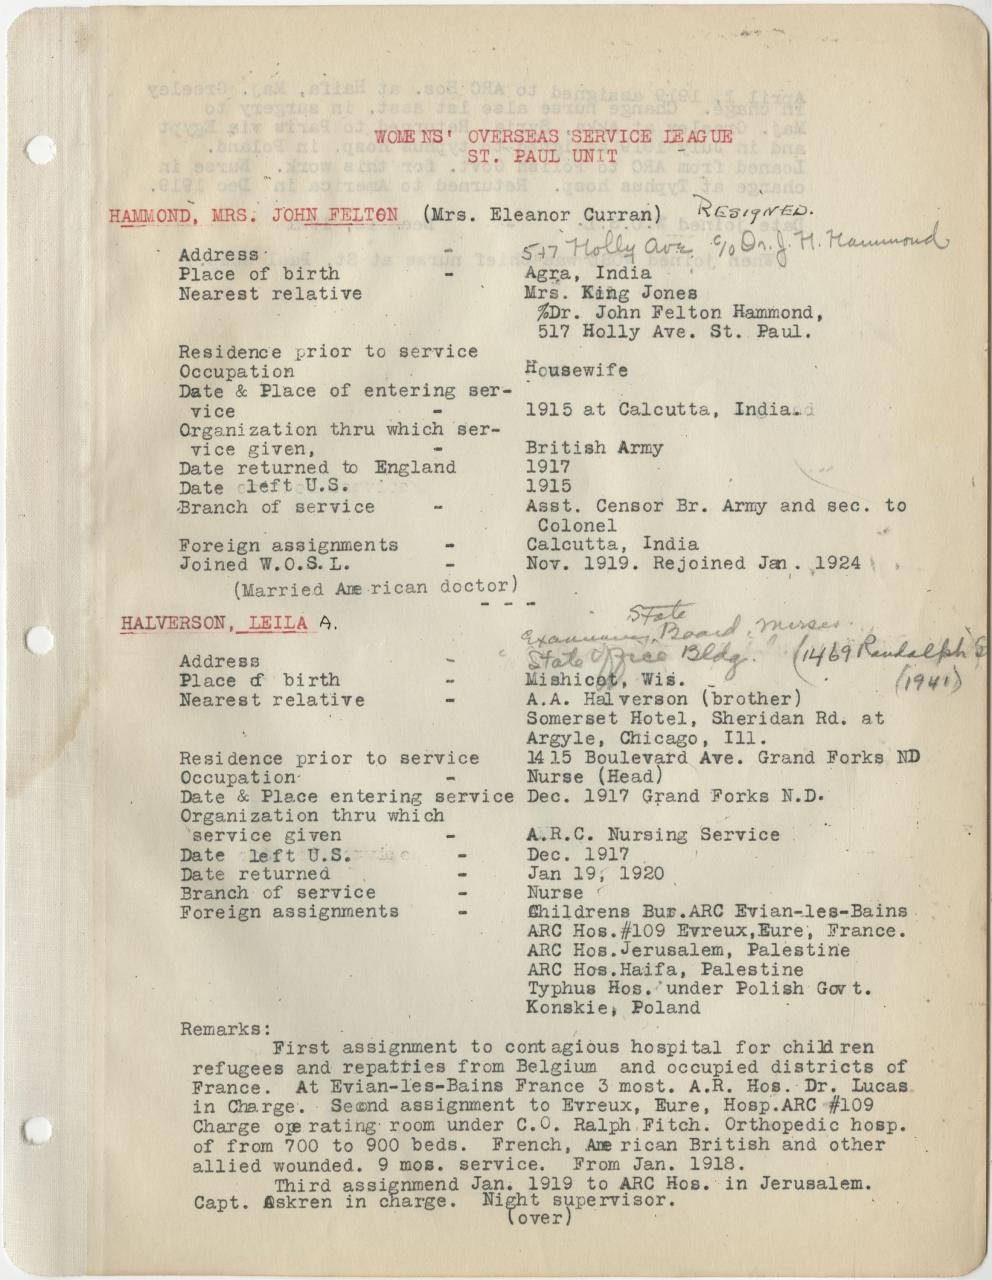 WOMENS' OVERSEAS SERVICE LEAGUE
ST. PAUL UNIT
HAMMOND, MRS. JOHN FELTON (Mrs. Eleanor Curran) RESIGNED.
Address - 517 Holly Ave c/o Dr. J. H. Hammond
Place of birth - Agra, India
Nearest relative Mrs. King Jones
%Dr. John Felton Hammond,
517 Holly Ave. St. Paul.
Residence prior to service
Occupation Housewife
Date & Place of entering ser-
vice - 1915 at Calcutta, India.
Organization thru which ser-
vice given, - British Army
Date returned to England 1917
Date left U.S. 1915
Branch of service - Asst. Censor Br. Army and sec. to
Colonel
Foreign assignments - Calcutta, India
Joined W.O.S.L. - Nov. 1919. Rejoined Jan. 1924
(Married American doctor)
- - -
HALVERSON, LEILA A.
State
Examining Board Nurses
Address - State Office Bldg. (1469 Randolph St
Place of birth - Mishicot, Wis. (1941)
Nearest relative - A.A. Halverson (brother)
Somerset Hotel, Sheridan Rd. at
Argyle, Chicago, Ill.
Residence prior to service 1415 Boulevard Ave. Grand Forks ND
Occupation - Nurse (Head)
Date & Place entering service Dec. 1917 Grand Forks N.D.
Organization thru which
service given - A.R.C. Nursing Service
Date left U.S. - Dec. 1917
Date returned - Jan 19, 1920
Branch of service - Nurse
Foreign assignments - Childrens Bur.ARC Evian-les-Bains
ARC Hos.#109 Evreux,Eure, France.
ARC Hos.Jerusalem, Palestine
ARC Hos.Haifa, Palestine
Typhus Hos. under Polish Govt.
Konskie, Poland
Remarks:
First assignment to contagious hospital for children
refugees and repatries from Belgium and occupied districts of
France. At Evian-les-Bains France 3 most. A.R. Hos. Dr. Lucas
in Charge. Second assignment to Evreux, Eure, Hosp.ARC #109
Charge operating room under C.O. Ralph Fitch. Orthopedic hosp.
of from 700 to 900 beds. French, American British and other
allied wounded. 9 mos. service. From Jan. 1918.
Third assignmend Jan. 1919 to ARC Hos. in Jerusalem.
Capt. Askren in charge. Night supervisor.
(over)